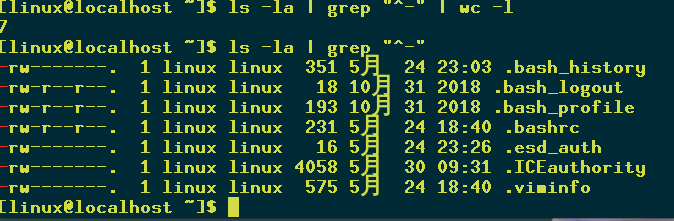 [linux@localhost ~]$ ls -la | grep "^-" | wc -l
7
[linux@localhost ~]$ ls -la | grep "^-"
-rw-------. 1 linux linux 351 5月 24 23:03 .bash_history
-rw-r--r--. 1 linux linux 18 10月 31 2018 .bash_logout
-rw-r--r--. 1 linux linux 193 10月 31 2018 .bash_profile
-rw-r--r--. 1 linux linux 231 5月 24 18:40 .bashrc
-rw-------. 1 linux linux 16 5月 24 23:26 .esd_auth
-rw-------. 1 linux linux 4058 5月 30 09:31 .ICEauthority
-rw-------. 1 linux linux 575 5月 24 18:40 .viminfo
[linux@localhost ~]$